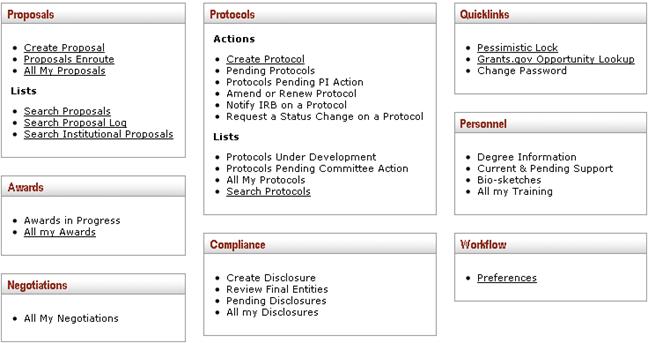 Proposals
Create Proposal
Proposals Enroute
All My Proposals
Lists
Search Proposals
Search Proposal Log
Search Institutional Proposals
Awards
Awards in Progress
All my Awards
Negotiations
All My Negotiations
Protocols
Actions
Create Protocol
Pending Protocols
Protocols Pending PI Action
Amend or Renew Protocol
Notify IRB on a Protocol
Request a Status Change on a Protocol
Lists
Protocols Under Development
Protocols Pending Committee Action
All My Protocols
Search Protocols
Compliance
Create Disclosure
Review Final Entities
Pending Disclosures
All my Disclosures
Quicklinks
Pessimistic Lock
Grants.gov Opportunity Lookup
Change Password
Personnel
Degree Information
Current & Pending Support
Bio-sketches
All my Training
Workflow
Preferences